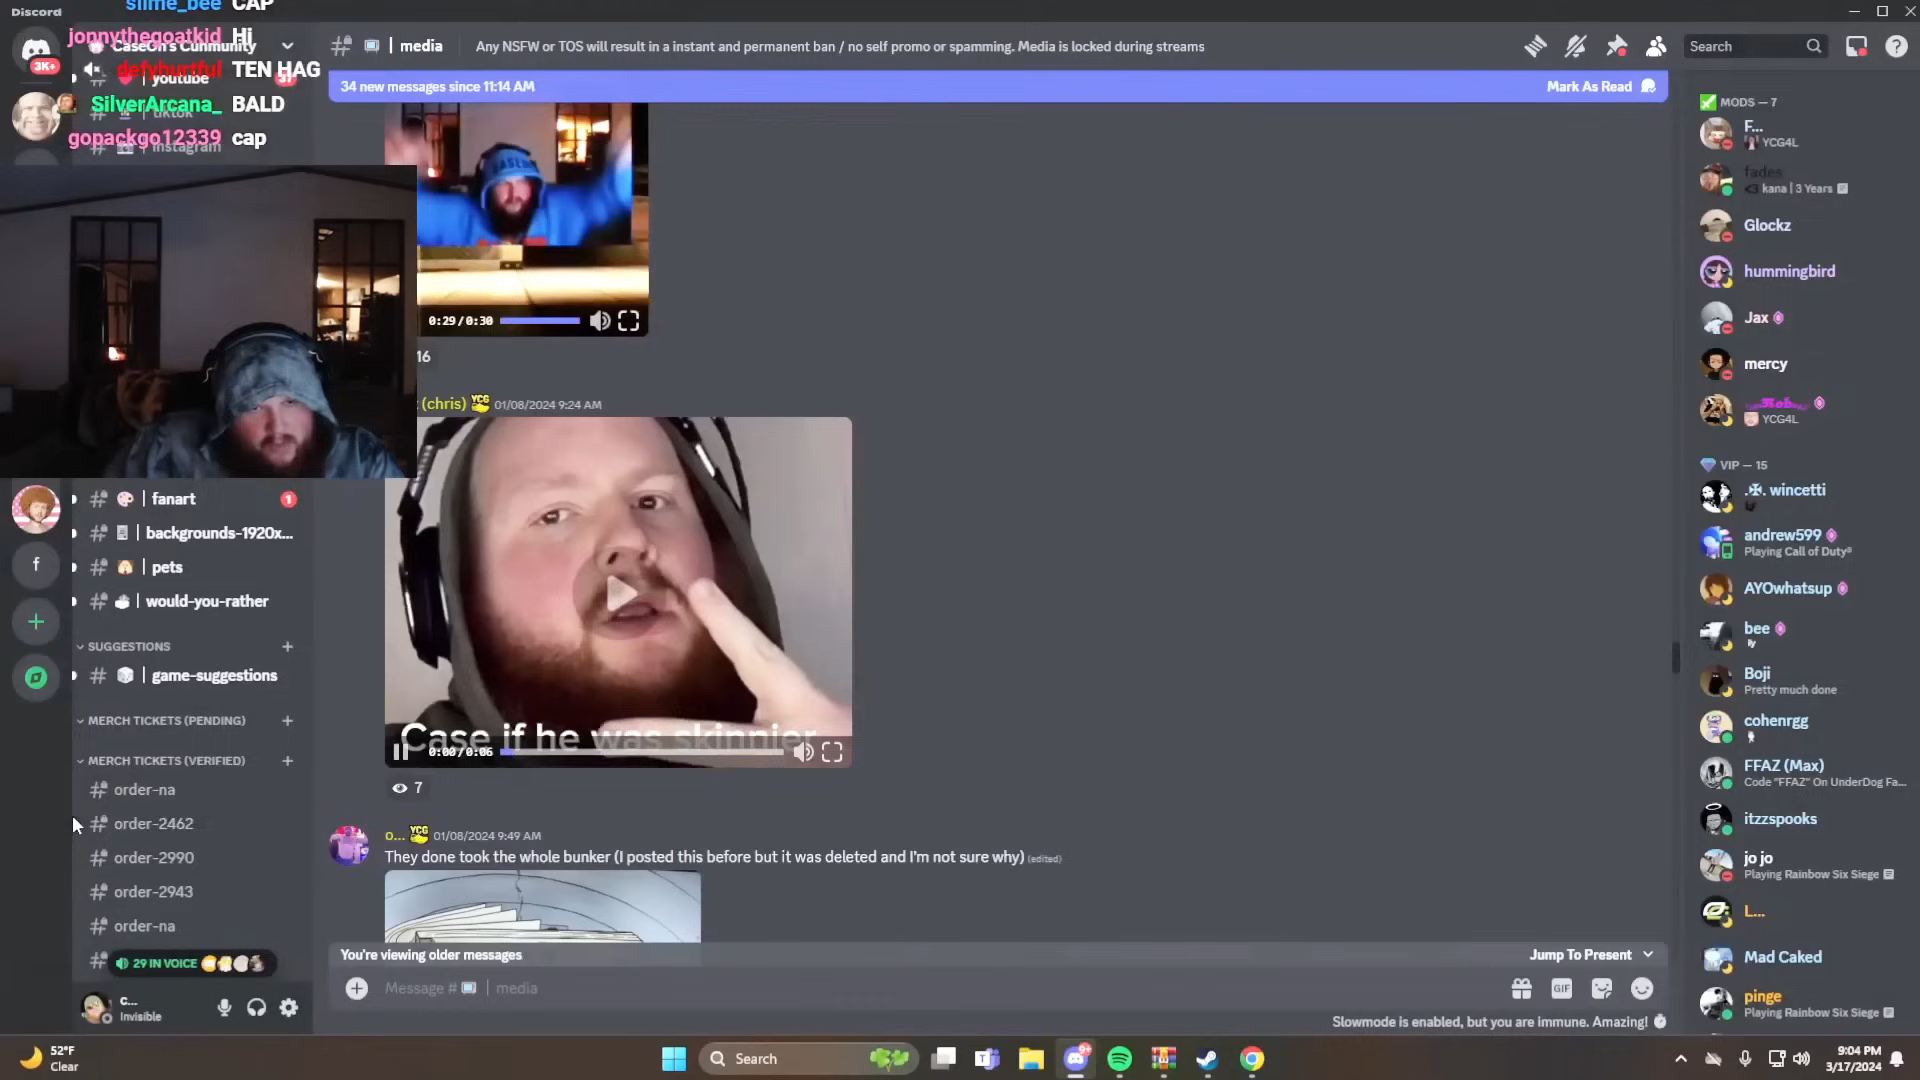 Discord
slime_bee CAP
jonnythegoatkid Hi
defyhurtful TEN HAG
SilverArcana_ BALD
gopackgo12339 cap
3K+
CaseOh's Cunmunity
youtube
31
tiktok
instagram
media
Any NSFW or TOS will result in a instant and permanent ban / no self promo or spamming. Media is locked during streams
Search
34 new messages since 11:14 AM
Mark As Read
0:29/0:30
16
(chris) YCG 01/08/2024 9:24 AM
Case if he was skinnier
0:00/0:06
7
o... YCG 01/08/2024 9:49 AM
They done took the whole bunker (I posted this before but it was deleted and I'm not sure why) (edited)
You're viewing older messages
Jump To Present
Message # | media
GIF
Slowmode is enabled, but you are immune. Amazing!
fanart
1
backgrounds-1920x...
pets
would-you-rather
f
SUGGESTIONS
game-suggestions
MERCH TICKETS (PENDING)
MERCH TICKETS (VERIFIED)
order-na
order-2462
order-2990
order-2943
order-na
29 IN VOICE
C...
Invisible
MODS — 7
F...
YCG4L
fades
<3 kana | 3 Years
Glockz
hummingbird
Jax
mercy
Rob
YCG4L
VIP — 15
.✠. wincetti
andrew599
Playing Call of Duty®
AYOwhatsup
bee
lly
Boji
Pretty much done
cohenrgg
FFAZ (Max)
Code "FFAZ" On UnderDog Fa...
itzzspooks
jo jo
Playing Rainbow Six Siege
L...
Mad Caked
pinge
Playing Rainbow Six Siege
52°F
Clear
Search
9+
9:04 PM
3/17/2024